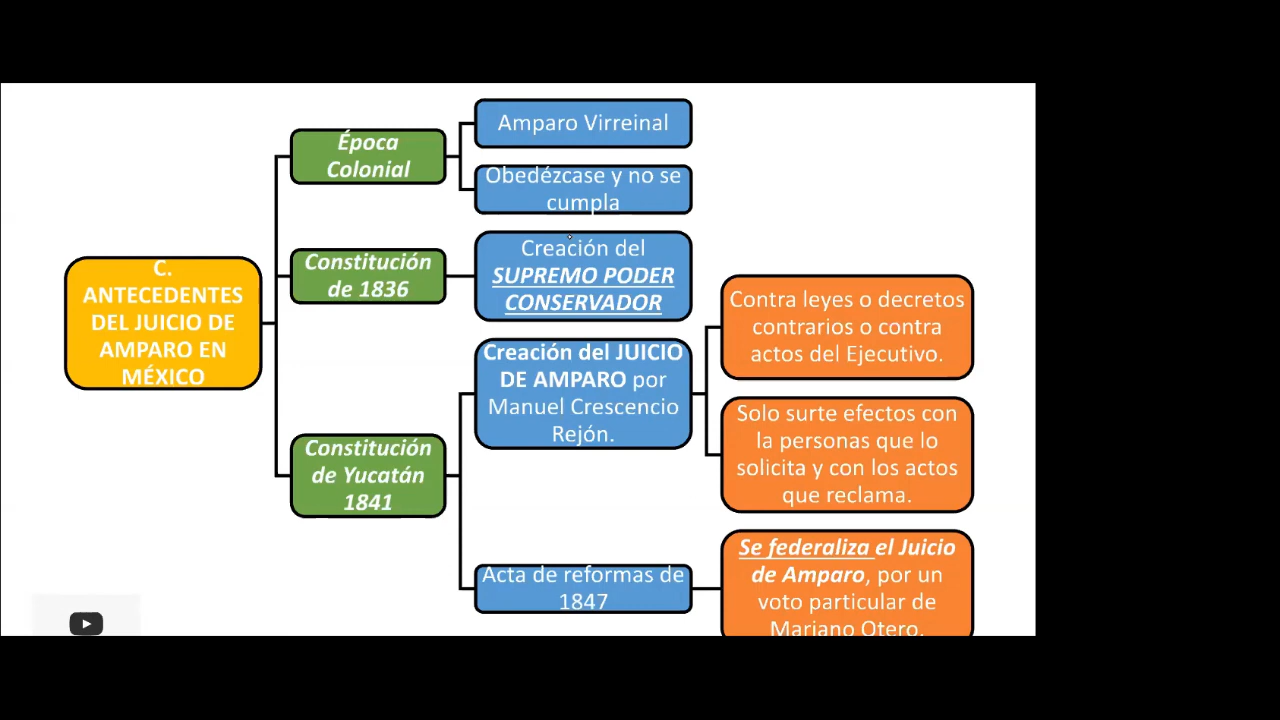 C.
ANTECEDENTES
DEL JUICIO DE
AMPARO EN
MÉXICO
Época
Colonial
Amparo Virreinal
Obedézcase y no se
cumpla
Constitución
de 1836
Creación del
SUPREMO PODER
CONSERVADOR
Constitución
de Yucatán
1841
Creación del JUICIO
DE AMPARO por
Manuel Crescencio
Rejón.
Contra leyes o decretos
contrarios o contra
actos del Ejecutivo.
Solo surte efectos con
la personas que lo
solicita y con los actos
que reclama.
Acta de reformas de
1847
Se federaliza el Juicio
de Amparo, por un
voto particular de
Mariano Otero.